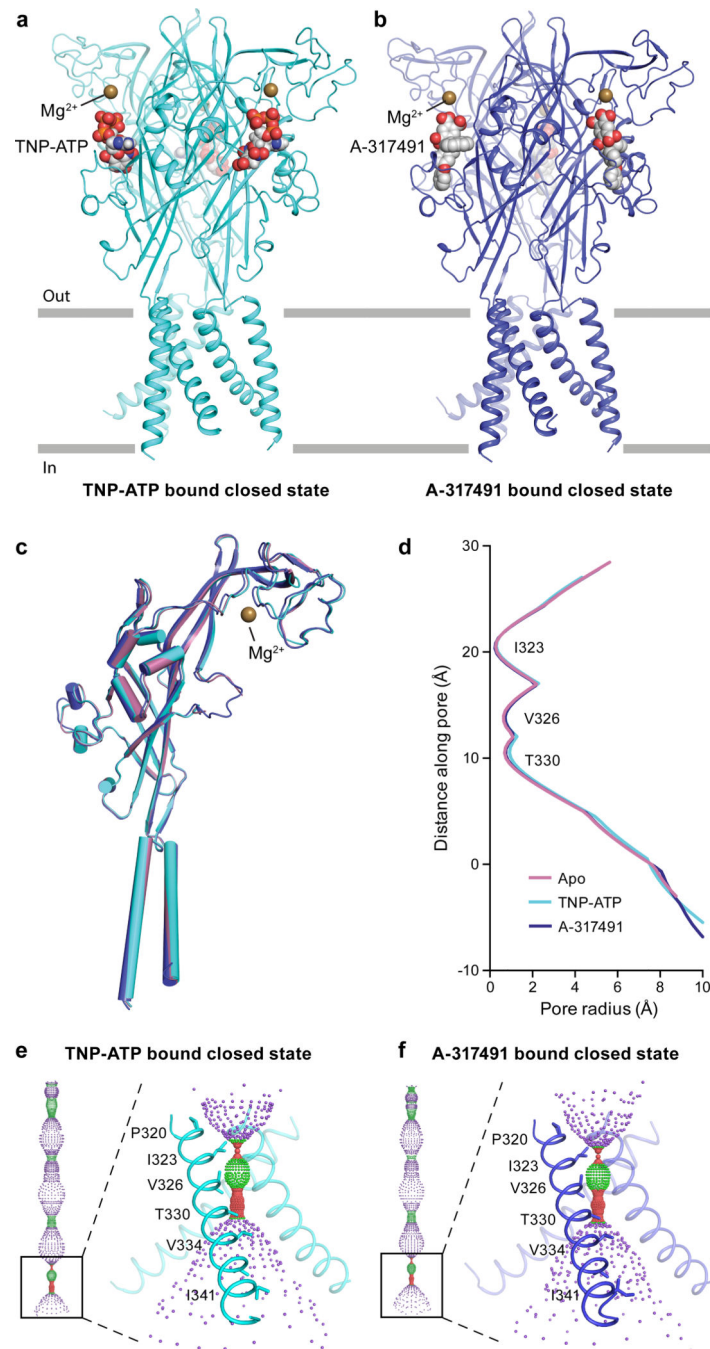 a
b
Mg²⁺
TNP-ATP
Mg²⁺
A-317491
Out
In
TNP-ATP bound closed state
A-317491 bound closed state
c
Mg²⁺
d
30
20
10
0
-10
Distance along pore (Å)
I323
V326
T330
Apo
TNP-ATP
A-317491
0 2 4 6 8 10
Pore radius (Å)
e
TNP-ATP bound closed state
P320
I323
V326
T330
V334
I341
f
A-317491 bound closed state
P320
I323
V326
T330
V334
I341